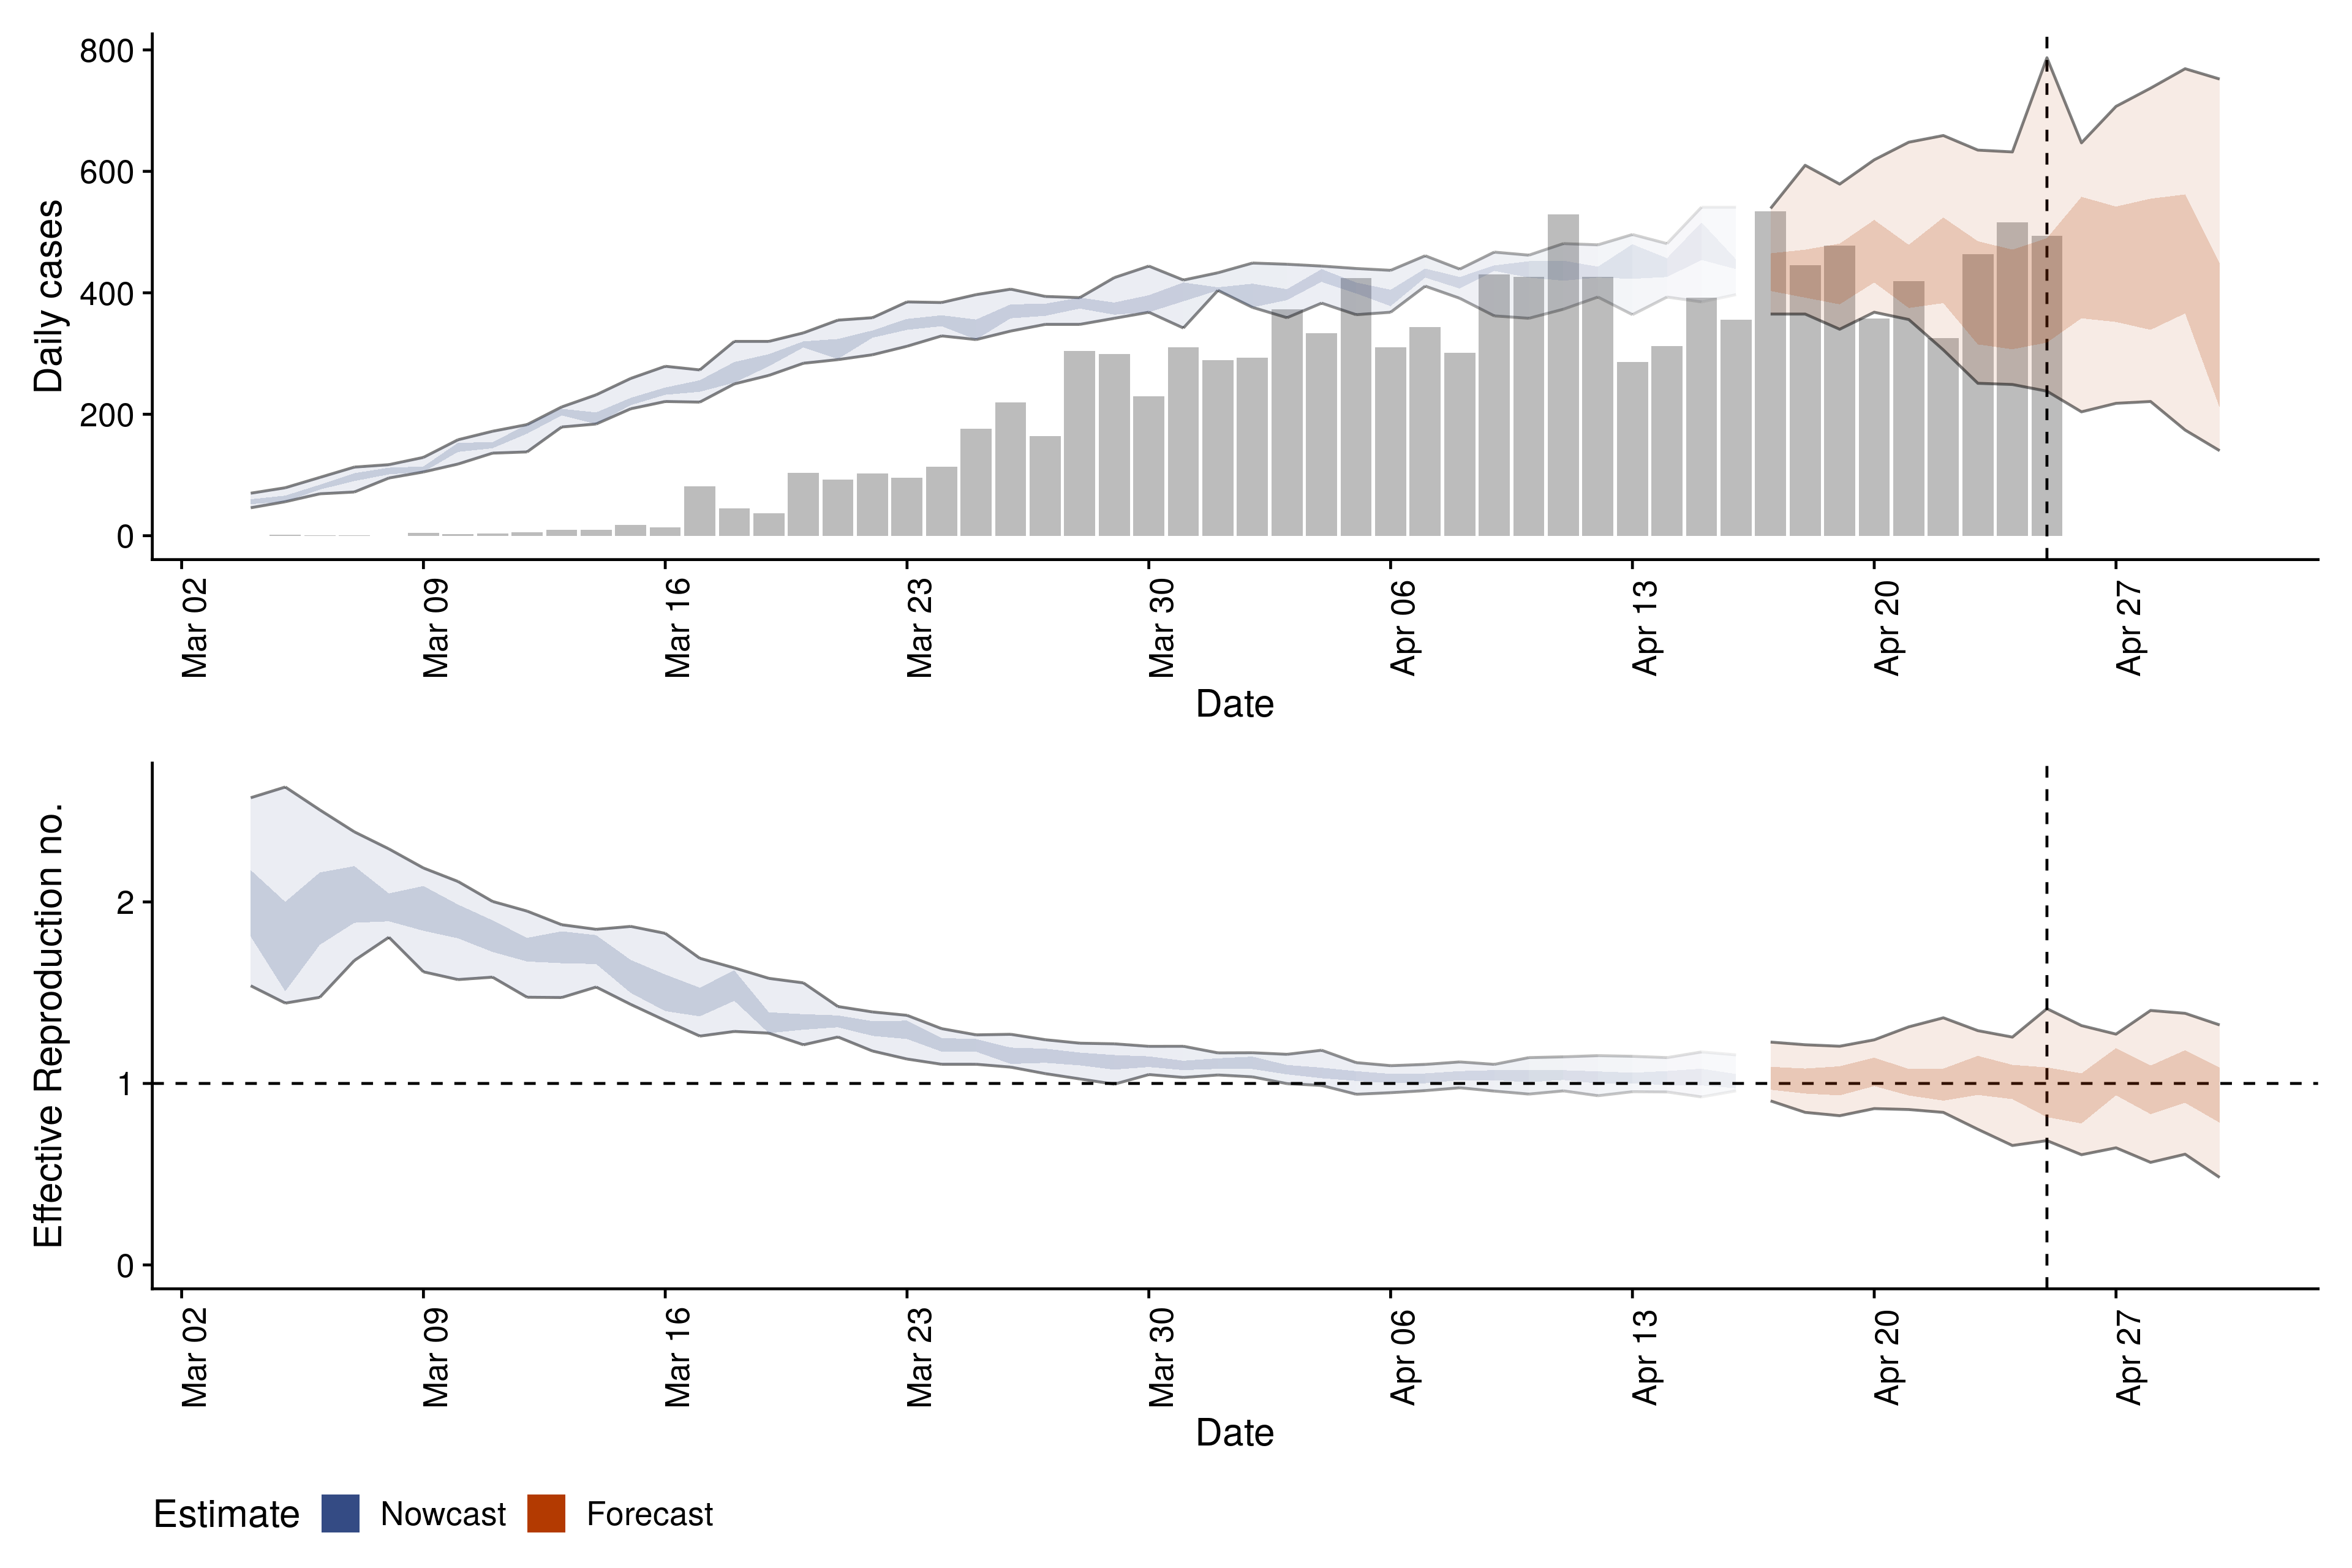 Daily cases
800
600
400
200
0
Mar 02
Mar 09
Mar 16
Mar 23
Mar 30
Apr 06
Apr 13
Apr 20
Apr 27
Date
Effective Reproduction no.
2
1
0
Mar 02
Mar 09
Mar 16
Mar 23
Mar 30
Apr 06
Apr 13
Apr 20
Apr 27
Date
Estimate Nowcast Forecast